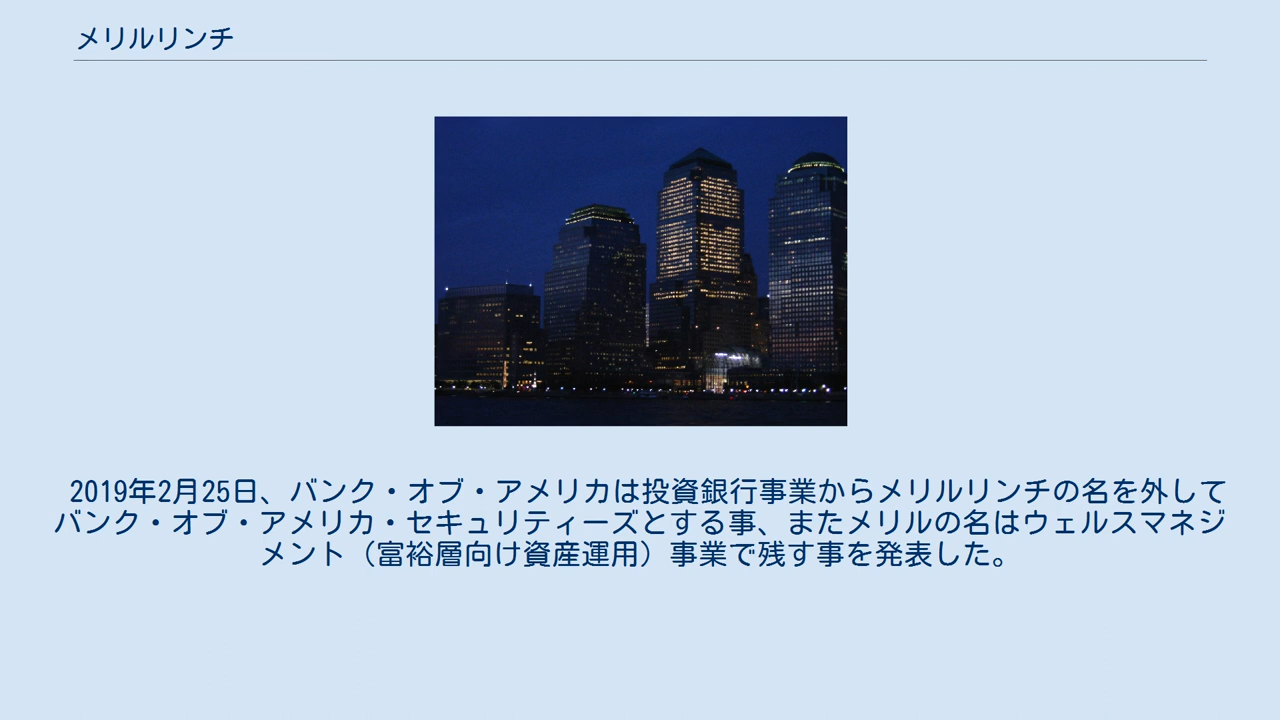 メリルリンチ
2019年2月25日、バンク・オブ・アメリカは投資銀行事業からメリルリンチの名を外して
バンク・オブ・アメリカ・セキュリティーズとする事、またメリルの名はウェルスマネジ
メント（富裕層向け資産運用）事業で残す事を発表した。